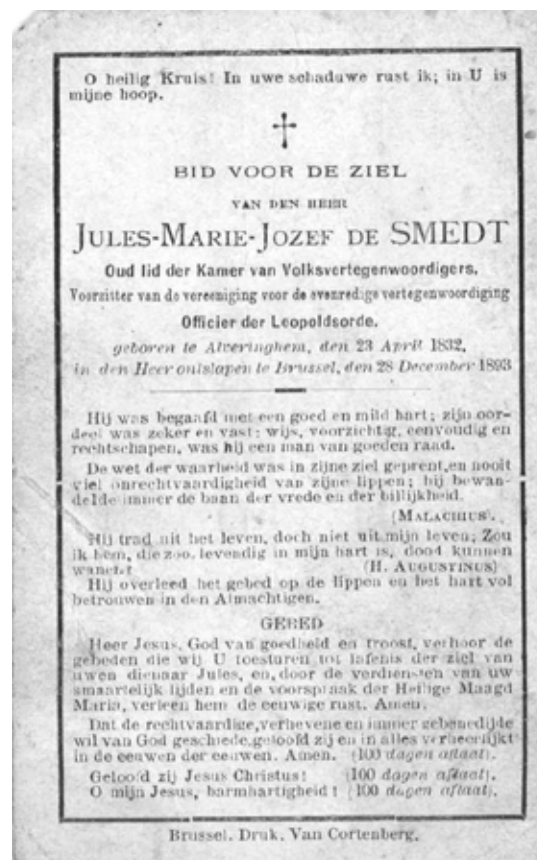 O heilig Kruis! In uwe schaduwe rust ik; in U is
mijne hoop.
BID VOOR DE ZIEL
VAN DEN HEER
JULES-MARIE-JOZEF DE SMEDT
Oud lid der Kamer van Volksvertegenwoordigers.
Voorzitter van de vereeniging voor de evenredige vertegenwoordiging
Officier der Leopoldsorde.
geboren te Alveringhem, den 23 April 1832,
in den Heer ontslapen te Brussel, den 28 December 1893
Hij was begaafd met een goed en mild hart; zijn oor-
deel was zeker en vast: wijs, voorzichtig, eenvoudig en
rechtschapen, was hij een man van goeden raad.
De wet der waarheid was in zijne ziel geprent, en nooit
viel onrechtvaardigheid van zijne lippen; hij bewan-
delde immer de baan der vrede en der billijkheid.
(MALACHIUS).
Hij trad uit het leven, doch niet uit mijn leven; Zou
ik hem, die zoo levendig in mijn hart is, dood kunnen
wanen?
(H. AUGUSTINUS)
Hij overleed het gebed op de lippen en het hart vol
betrouwen in den Almachtigen.
GEBED
Heer Jesus, God van goedheid en troost, verhoor de
gebeden die wij U toesturen tot lafenis der ziel van
uwen dienaar Jules, en, door de verdiensten van uw
smaartelijk lijden en de voorspraak der Heilige Maagd
Maria, verleen hem de eeuwige rust. Amen.
Dat de rechtvaardige, verhevene en immer gebenedijde
wil van God geschiede, geloofd zij en in alles verheerlijkt
in de eeuwen der eeuwen. Amen. (100 dagen aflaat).
Geloofd zij Jesus Christus! (100 dagen aflaat).
O mijn Jesus, barmhartigheid! (100 dagen aflaat).
Brussel. Druk. Van Cortenberg.